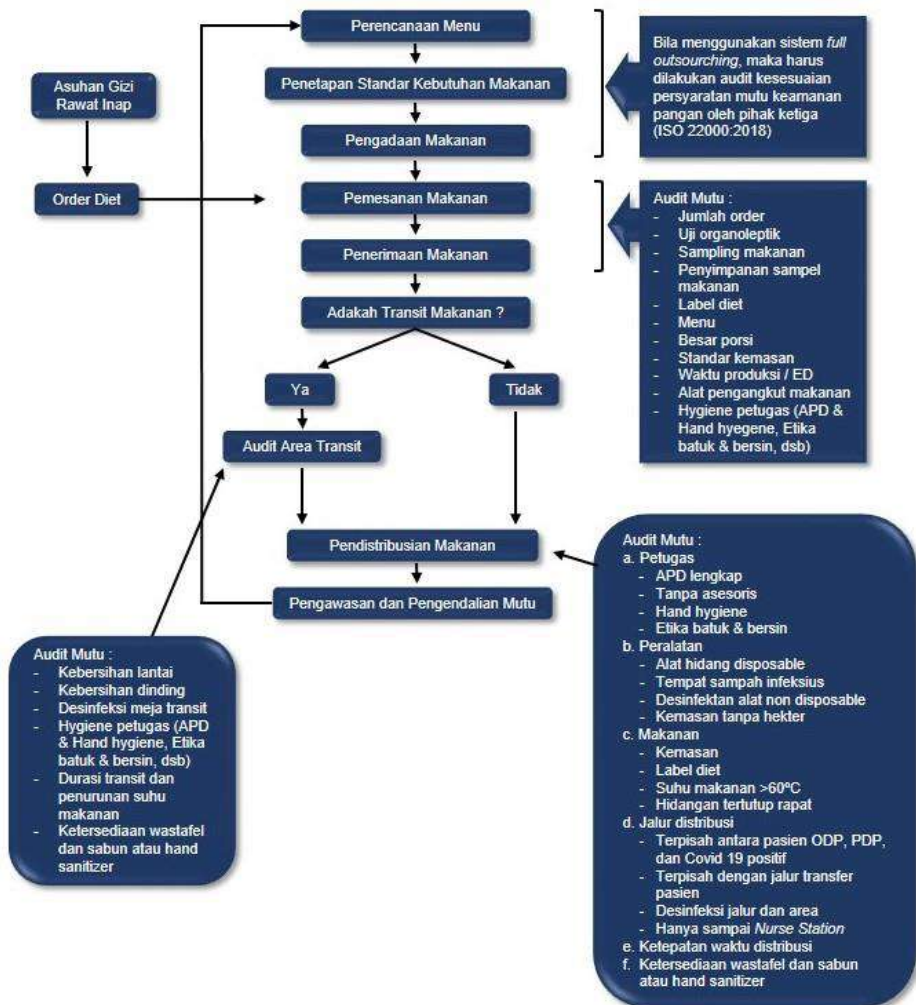 Perencanaan Menu
Penetapan Standar Kebutuhan Makanan
Pengadaan Makanan
Bila menggunakan sistem full
outsourching, maka harus
dilakukan audit kesesuaian
persyaratan mutu keamanan
pangan oleh pihak ketiga
(ISO 22000:2018)
Asuhan Gizi
Rawat Inap
Order Diet
Pemesanan Makanan
Penerimaan Makanan
Audit Mutu :
- Jumlah order
- Uji organoleptik
- Sampling makanan
- Penyimpanan sampel
makanan
- Label diet
- Menu
- Besar porsi
- Standar kemasan
- Waktu produksi / ED
- Alat pengangkut makanan
- Hygiene petugas (APD &
Hand hyegene, Etika
batuk & bersin, dsb)
Adakah Transit Makanan ?
Ya
Tidak
Audit Area Transit
Pendistribusian Makanan
Pengawasan dan Pengendalian Mutu
Audit Mutu :
- Kebersihan lantai
- Kebersihan dinding
- Desinfeksi meja transit
- Hygiene petugas (APD
& Hand hygiene, Etika
batuk & bersin, dsb)
- Durasi transit dan
penurunan suhu
makanan
- Ketersediaan wastafel
dan sabun atau hand
sanitizer
Audit Mutu :
a. Petugas
- APD lengkap
- Tanpa asesoris
- Hand hygiene
- Etika batuk & bersin
b. Peralatan
- Alat hidang disposable
- Tempat sampah infeksius
- Desinfektan alat non disposable
- Kemasan tanpa hekter
c. Makanan
- Kemasan
- Label diet
- Suhu makanan >60ºC
- Hidangan tertutup rapat
d. Jalur distribusi
- Terpisah antara pasien ODP, PDP,
dan Covid 19 positif
- Terpisah dengan jalur transfer
pasien
- Desinfeksi jalur dan area
- Hanya sampai Nurse Station
e. Ketepatan waktu distribusi
f. Ketersediaan wastafel dan sabun
atau hand sanitizer